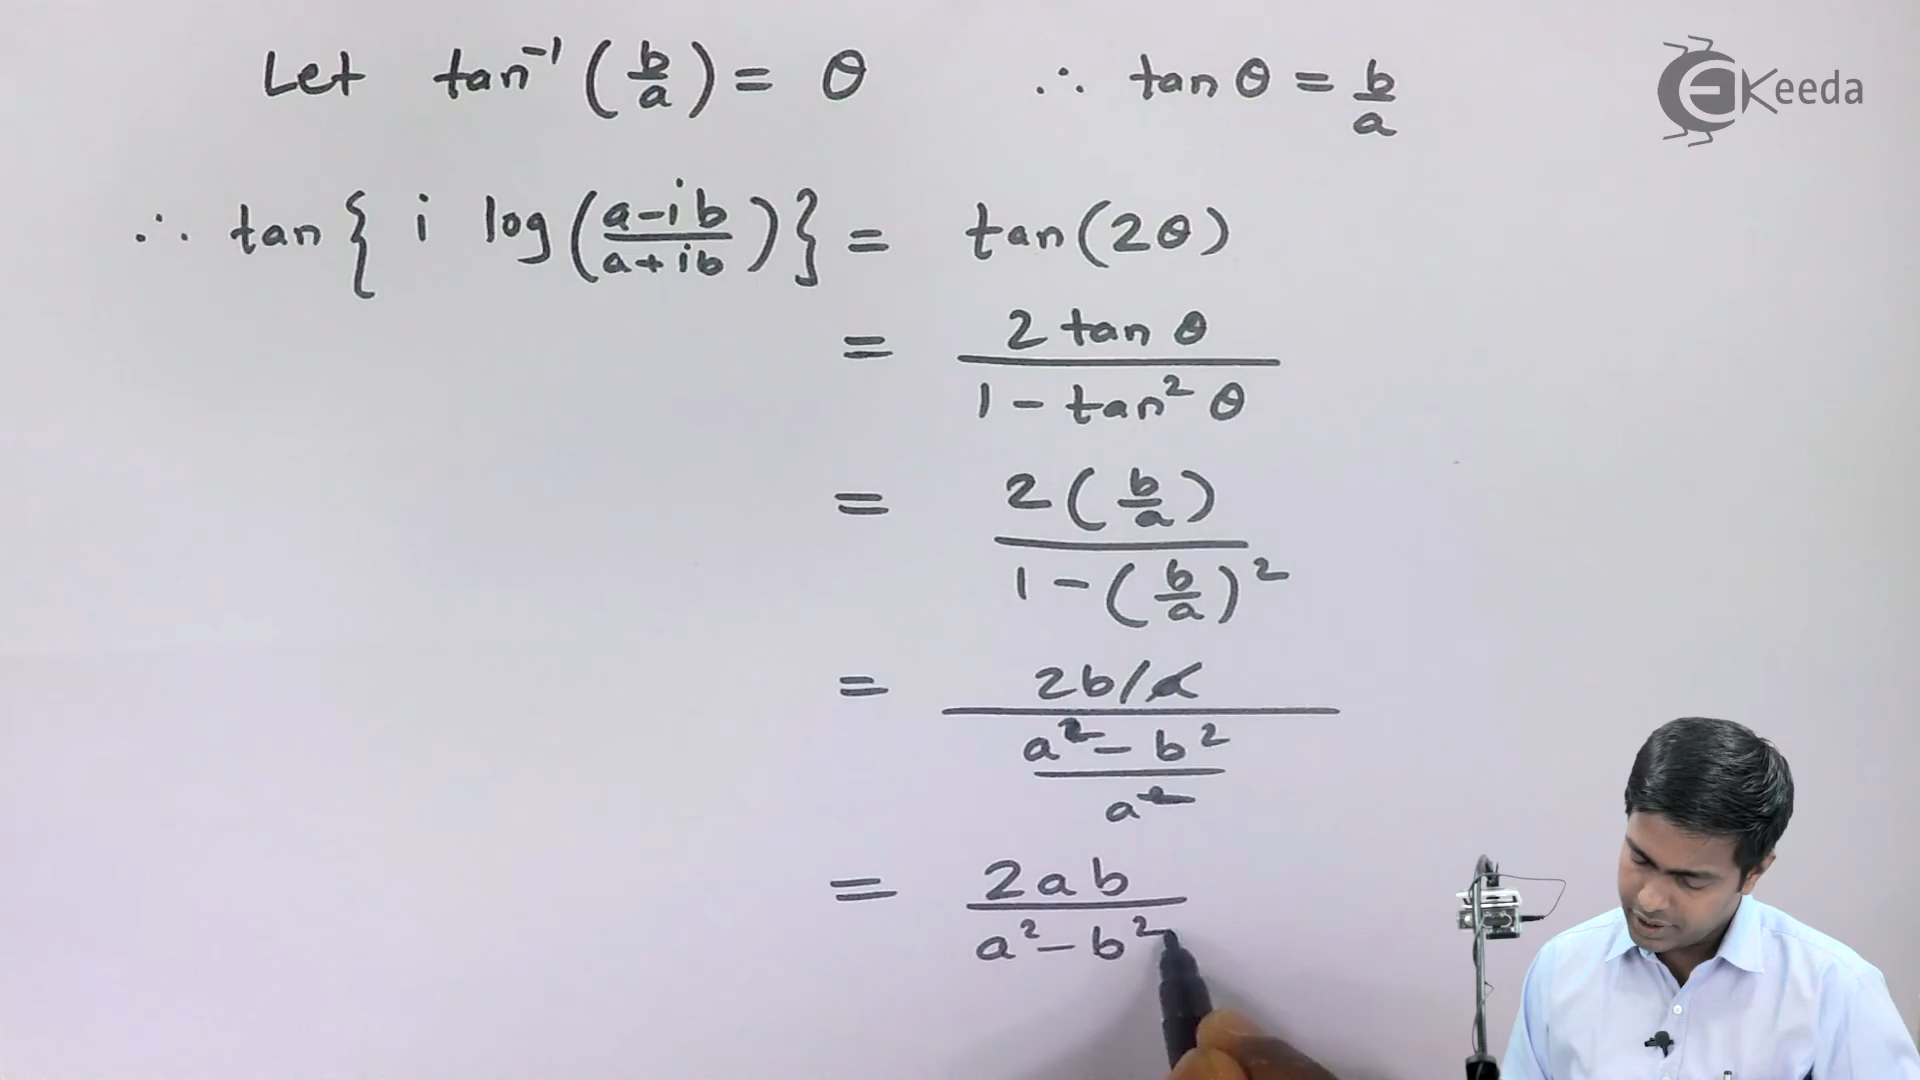 Let tan⁻¹(b/a) = θ ∴ tan θ = b/a
Keeda
∴ tan{ i log(a-ib/a+ib)} = tan(2θ)
= 2 tan θ / 1 - tan² θ
= 2(b/a) / 1-(b/a)²
= 2b/a / a²-b² / a²
= 2ab / a²-b²